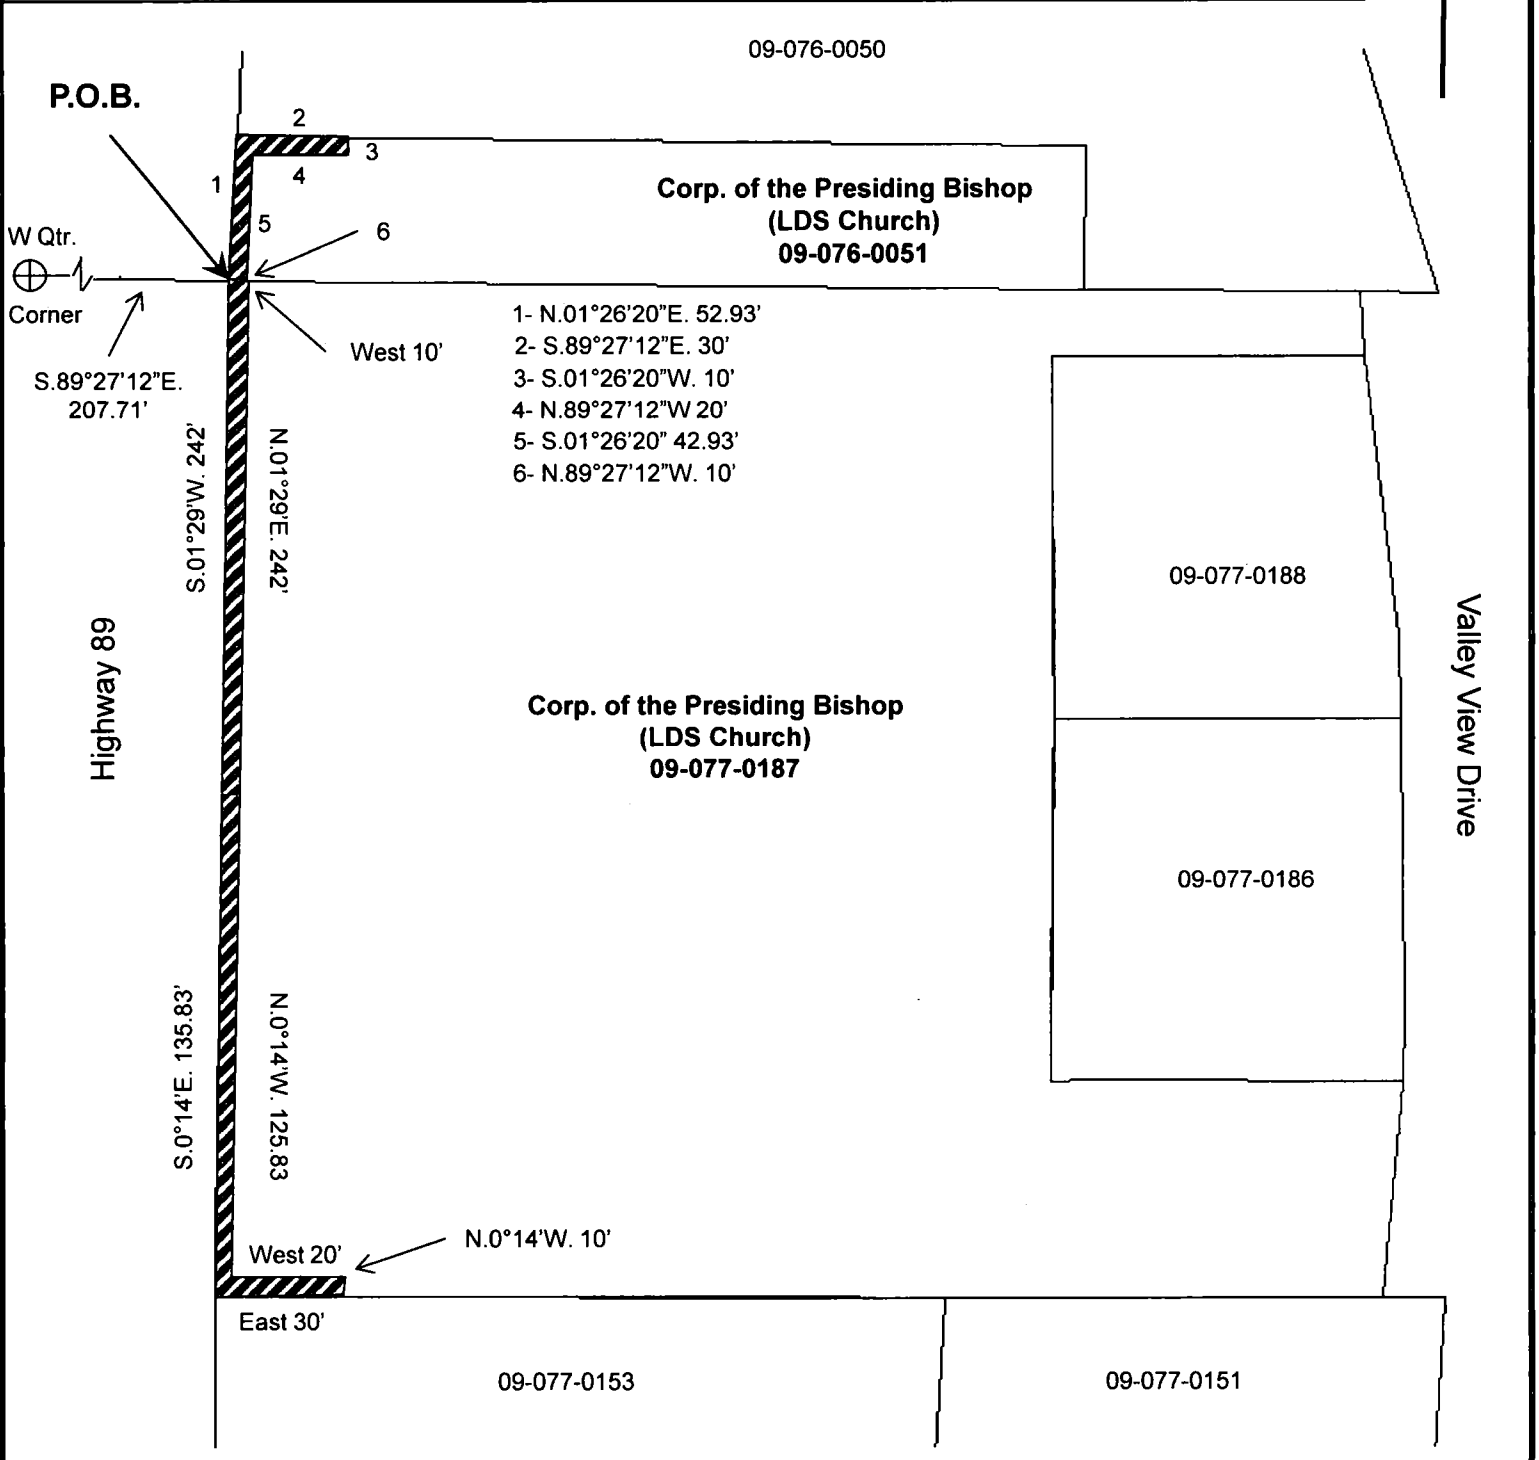 09-076-0050
P.O.B.
2
3
4
1
5
6
Corp. of the Presiding Bishop
(LDS Church)
09-076-0051
W Qtr.
Corner
S.89°27'12"E.
207.71'
West 10'
1- N.01°26'20"E. 52.93'
2- S.89°27'12"E. 30'
3- S.01°26'20"W. 10'
4- N.89°27'12"W 20'
5- S.01°26'20" 42.93'
6- N.89°27'12"W. 10'
S.01°29'W. 242'
N.01°29'E. 242'
09-077-0188
Highway 89
Valley View Drive
Corp. of the Presiding Bishop
(LDS Church)
09-077-0187
09-077-0186
S.0°14'E. 135.83'
N.0°14'W. 125.83
N.0°14'W. 10'
West 20'
East 30'
09-077-0153
09-077-0151